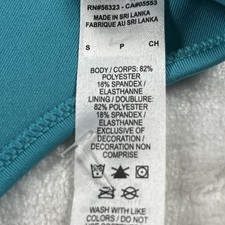 RN#56323 - CA#05553
MADE IN SRI LANKA
FABRIQUE AU SRI LANKA
S P CH
BODY / CORPS: 82%
POLYESTER
18% SPANDEX /
ELASTHANNE
LINING / DOUBLURE:
82% POLYESTER
18% SPANDEX /
ELASTHANNE
EXCLUSIVE OF
DECORATION /
DECORATION NON
COMPRISE
WASH WITH LIKE
COLORS / DO NOT